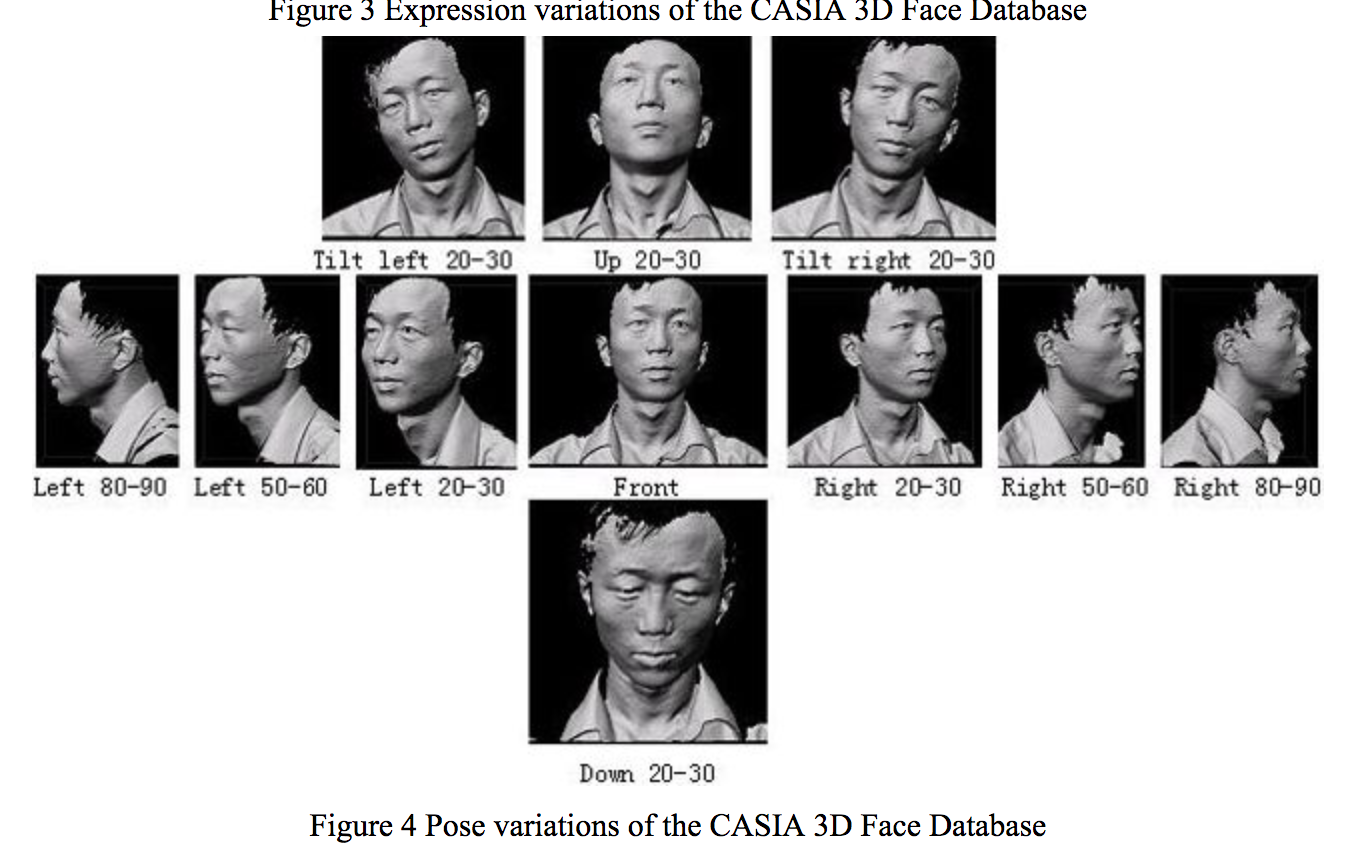 Figure 3 Expression variations of the CASIA 3D Face Database
Tilt left 20-30 Up 20-30 Tilt right 20-30
Left 80-90 Left 50-60 Left 20-30 Front Right 20-30 Right 50-60 Right 80-90
Down 20-30
Figure 4 Pose variations of the CASIA 3D Face Database